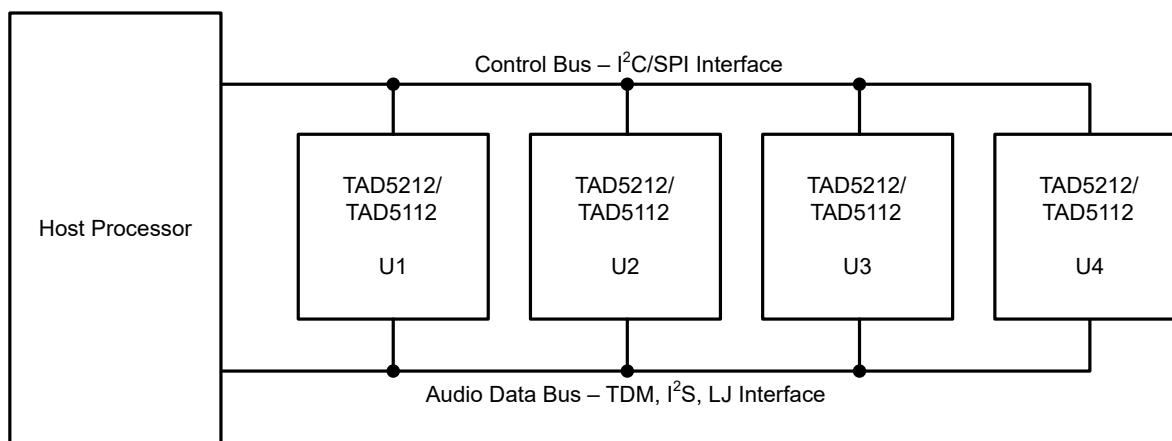 Control Bus – I²C/SPI Interface
Host Processor
TAD5212/
TAD5112
U1
TAD5212/
TAD5112
U2
TAD5212/
TAD5112
U3
TAD5212/
TAD5112
U4
Audio Data Bus – TDM, I²S, LJ Interface